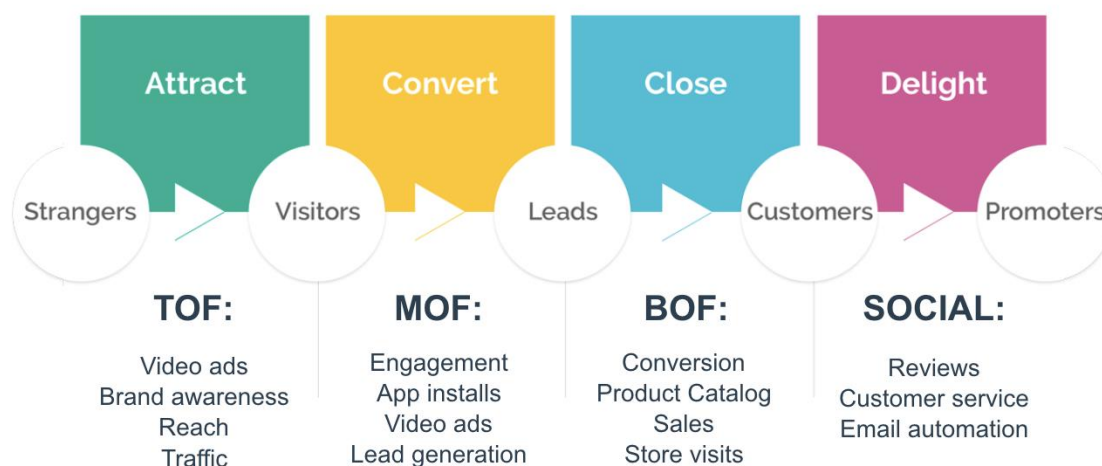 Attract
Convert
Close
Delight
Strangers
Visitors
Leads
Customers
Promoters
TOF:
Video ads
Brand awareness
Reach
Traffic
MOF:
Engagement
App installs
Video ads
Lead generation
BOF:
Conversion
Product Catalog
Sales
Store visits
SOCIAL:
Reviews
Customer service
Email automation